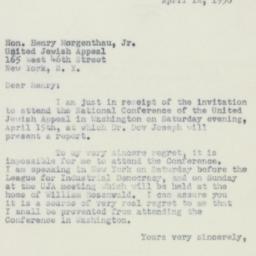 April 12, 1950
Hon. Henry Morgenthau, Jr.
United Jewish Appeal
165 West 46th Street
New York, N. Y.
Dear Henry:
I am just in receipt of the invitation
to attend the National Conference of the United
Jewish Appeal in Washington on Saturday evening,
April 15th, at which Dr. Dov Joseph will
present a report.
To my very sincere regret, it is
impossible for me to attend the Conference.
I am speaking in New York on Saturday before the
League for Industrial Democracy, and on Sunday
at the UJA meeting which will be held at the
home of William Rosenwald. I can assure you
it is a source of very real regret to me that
I shall be prevented from attending the
Conference in Washington.
Yours very sincerely,